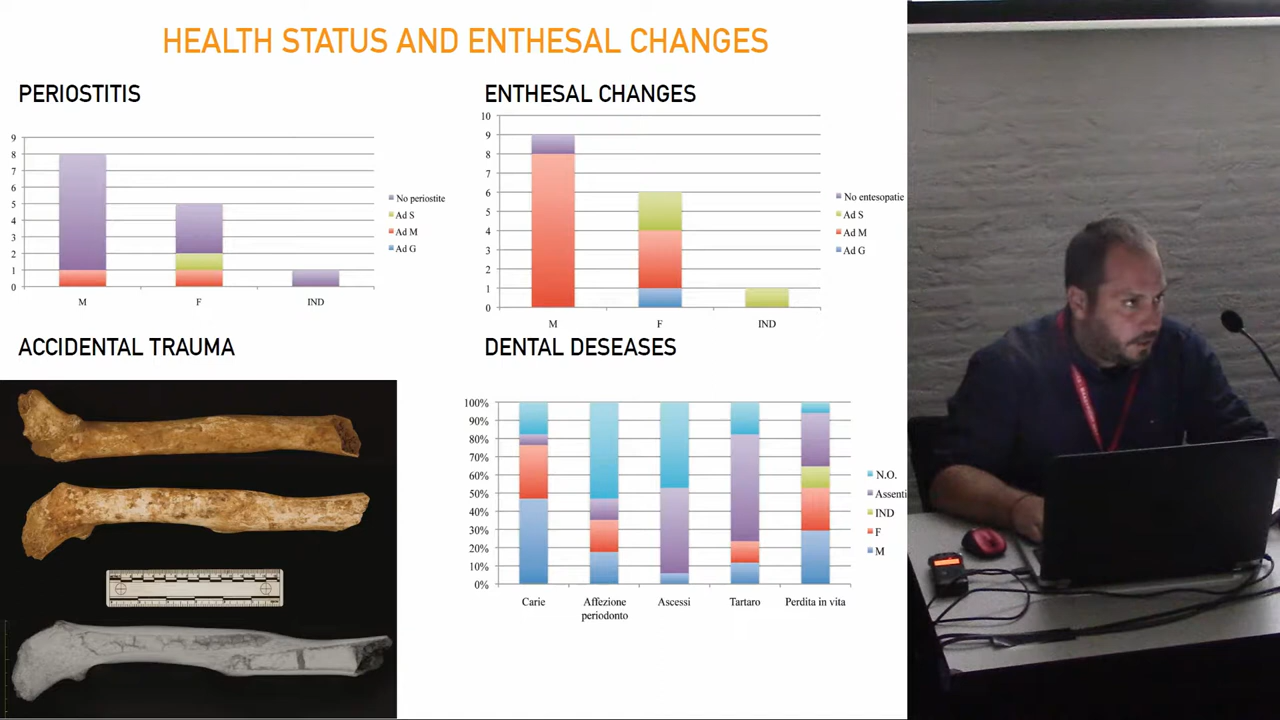 HEALTH STATUS AND ENTHESAL CHANGES
PERIOSTITIS
9
8
7
6
5
4
3
2
1
0
M
F
IND
No periostite
Ad S
Ad M
Ad G
ENTHESAL CHANGES
10
9
8
7
6
5
4
3
2
1
0
M
F
IND
No entesopatie
Ad S
Ad M
Ad G
ACCIDENTAL TRAUMA
DENTAL DESEASES
100%
90%
80%
70%
60%
50%
40%
30%
20%
10%
0%
Carie
Affezione
periodonto
Ascessi
Tartaro
Perdita in vita
N.O.
Assenti
IND
F
M